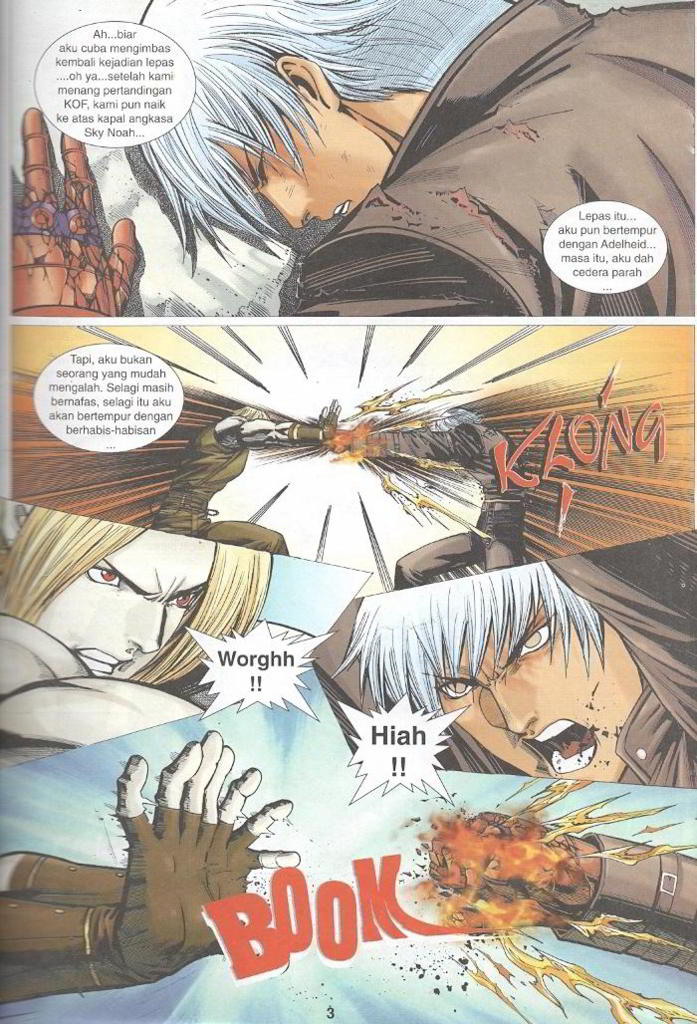 Ah...biar
aku cuba mengimbas
kembali kejadian lepas
....oh ya...setelah kami
menang pertandingan
KOF, kami pun naik
ke atas kapal angkasa
Sky Noah...
Lepas itu...
aku pun bertempur
dengan Adelheid...
masa itu, aku dah
cedera parah
...
Tapi, aku bukan
seorang yang mudah
mengalah. Selagi masih
bernafas, selagi itu aku
akan bertempur dengan
berhabis-habisan
...
KLONG!
Worghh
!!
Hiah
!!
BOOM
3